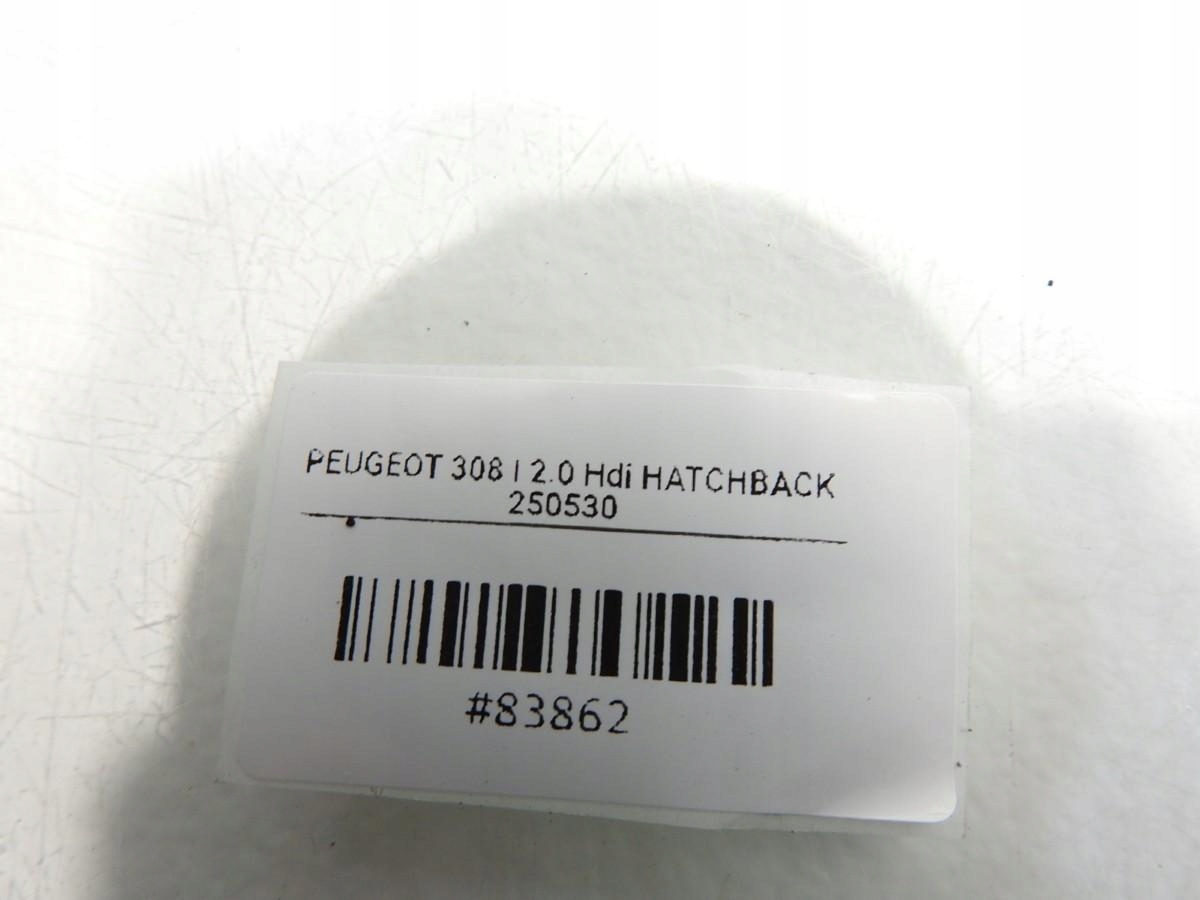 PEUGEOT 308 I 2.0 Hdi HATCHBACK
250530
#83862